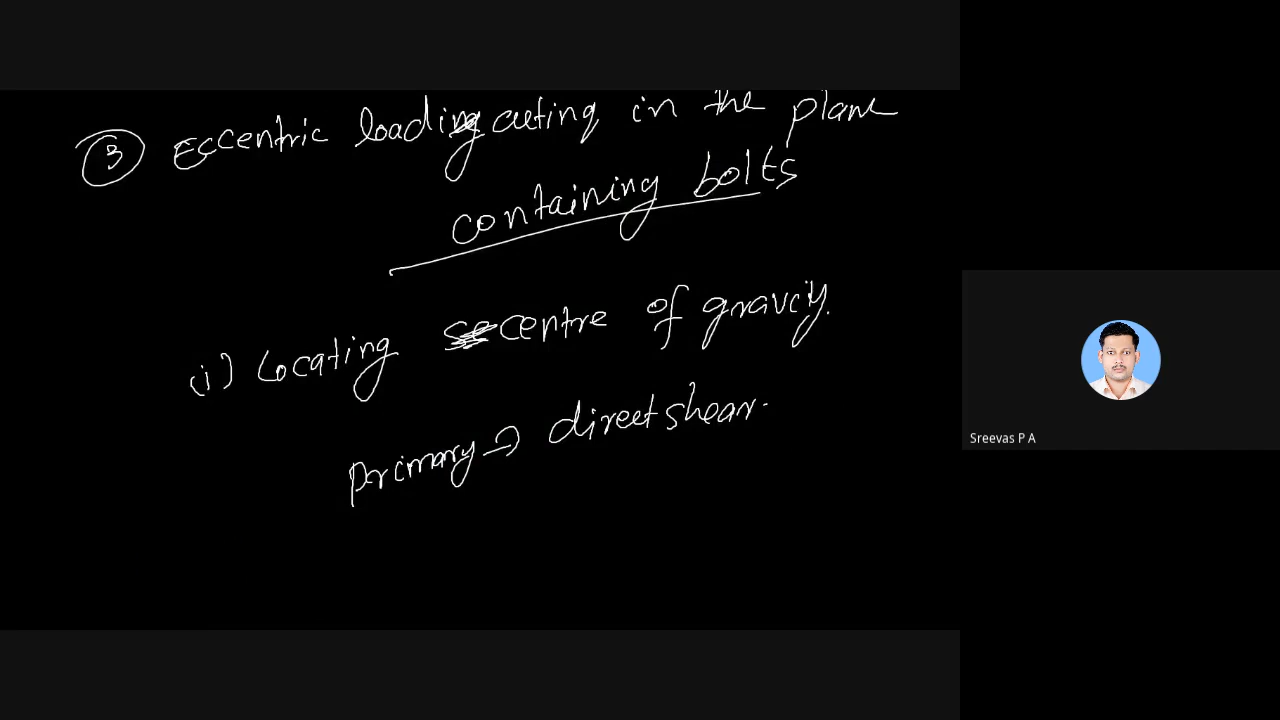 ③ Eccentric loading acting in the plane
containing bolts
(i) Locating centre of gravity.
primary → direct shear.
Sreevas P A